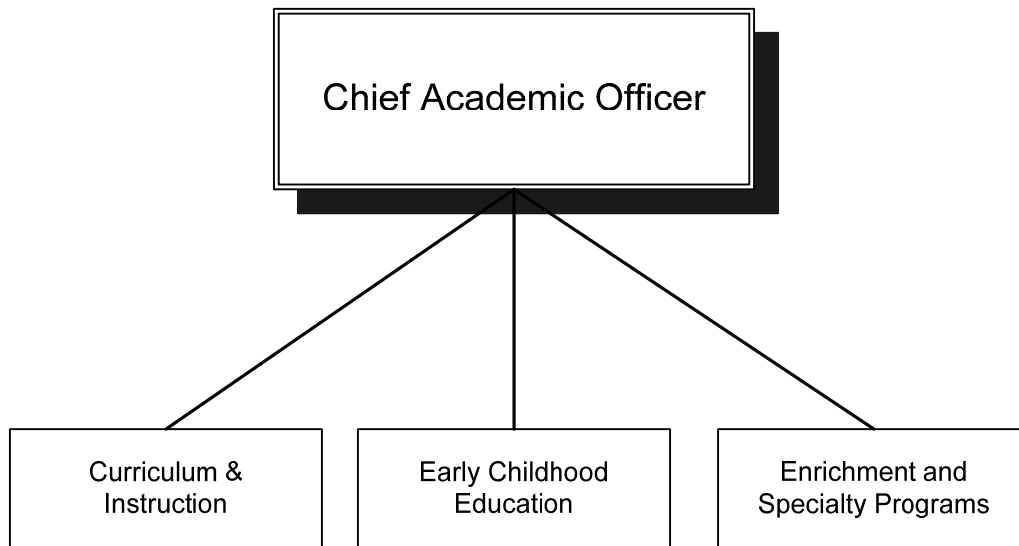 Chief Academic Officer
Curriculum &
Instruction
Early Childhood
Education
Enrichment and
Specialty Programs